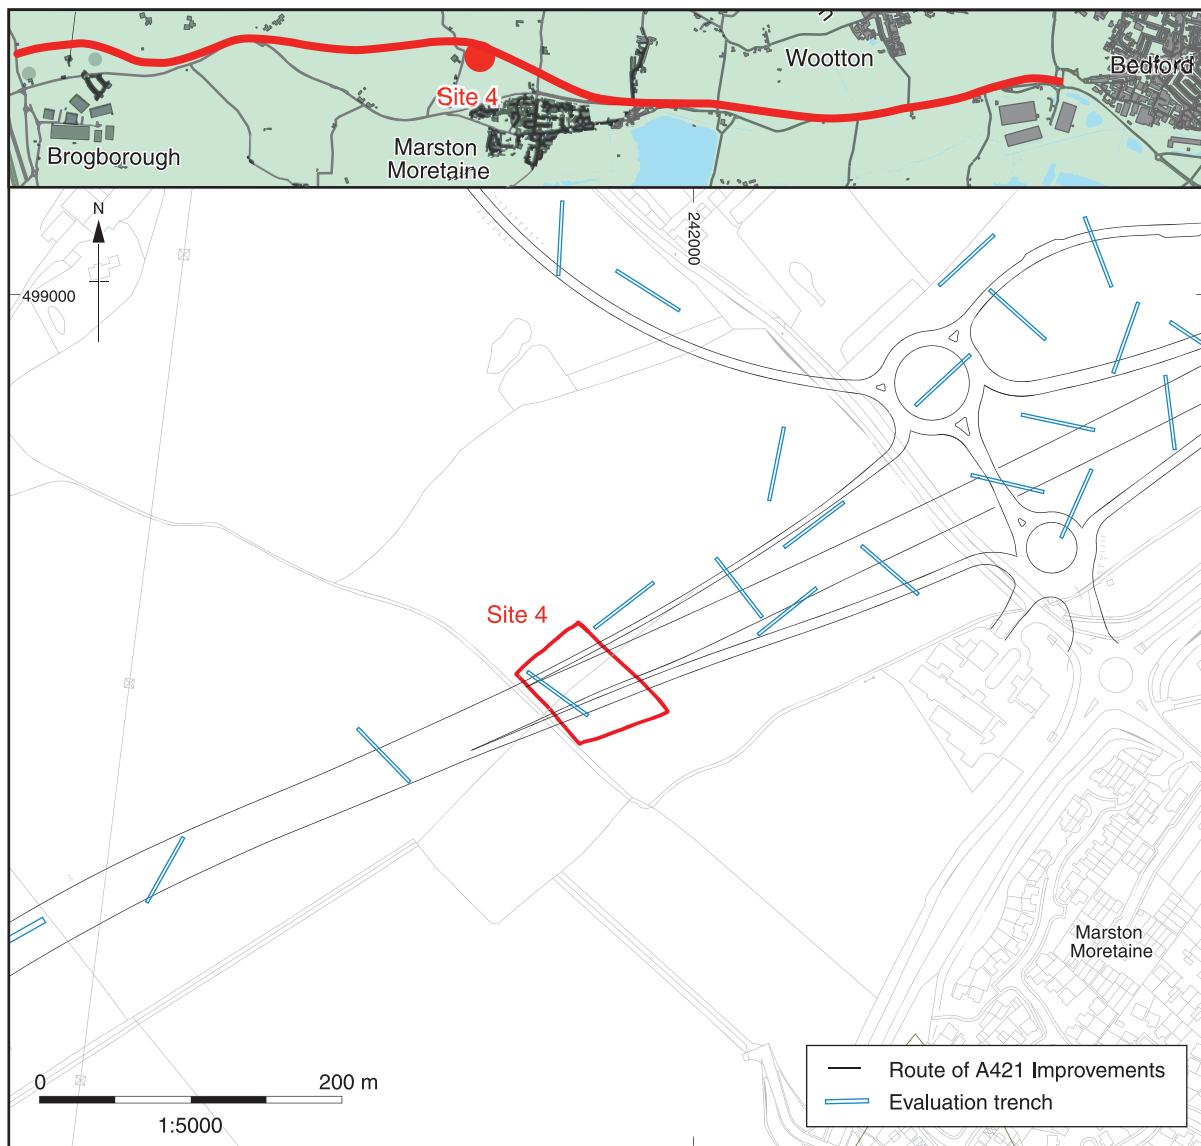 Wootton
Bedford
Site 4
Brogborough
Marston
Moretaine
N
242000
499000
Site 4
Marston
Moretaine
0
200 m
1:5000
Route of A421 Improvements
Evaluation trench